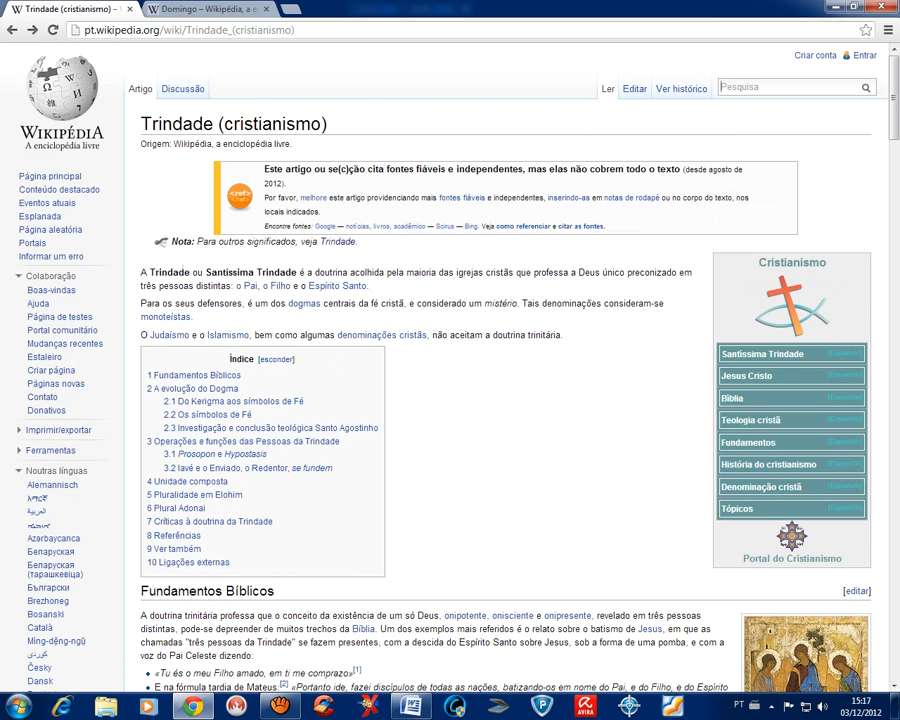 Trindade (cristianismo) –
Domingo – Wikipédia, a e
pt.wikipedia.org/wiki/Trindade_(cristianismo)
Criar conta Entrar
Artigo Discussão Ler Editar Ver histórico Pesquisa
WIKIPÉDIA
A enciclopédia livre
Página principal
Conteúdo destacado
Eventos atuais
Esplanada
Página aleatória
Portais
Informar um erro
Colaboração
Boas-vindas
Ajuda
Página de testes
Portal comunitário
Mudanças recentes
Estaleiro
Criar página
Páginas novas
Contato
Donativos
Imprimir/exportar
Ferramentas
Noutras línguas
Alemannisch
አማርኛ
العربية
Azərbaycanca
Беларуская
Беларуская
(тарашкевіца)
Български
Brezhoneg
Bosanski
Català
Mìng-dĕng-ngṳ̄
کوردی
Česky
Dansk
Trindade (cristianismo)
Origem: Wikipédia, a enciclopédia livre.
<ref>
</ref>
Este artigo ou se(c)ção cita fontes fiáveis e independentes, mas elas não cobrem todo o texto (desde agosto de
2012).
Por favor, melhore este artigo providenciando mais fontes fiáveis e independentes, inserindo-as em notas de rodapé ou no corpo do texto, nos
locais indicados.
Encontre fontes: Google — notícias, livros, acadêmico — Scirus — Bing. Veja como referenciar e citar as fontes.
Nota: Para outros significados, veja Trindade.
A Trindade ou Santíssima Trindade é a doutrina acolhida pela maioria das igrejas cristãs que professa a Deus único preconizado em
três pessoas distintas: o Pai, o Filho e o Espírito Santo.
Para os seus defensores, é um dos dogmas centrais da fé cristã, e considerado um mistério. Tais denominações consideram-se
monoteístas.
O Judaísmo e o Islamismo, bem como algumas denominações cristãs, não aceitam a doutrina trinitária.
Índice [esconder]
1 Fundamentos Bíblicos
2 A evolução do Dogma
2.1 Do Kerigma aos símbolos de Fé
2.2 Os símbolos de Fé
2.3 Investigação e conclusão teológica Santo Agostinho
3 Operações e funções das Pessoas da Trindade
3.1 Prosopon e Hypostasis
3.2 Iavé e o Enviado, o Redentor, se fundem
4 Unidade composta
5 Pluralidade em Elohim
6 Plural Adonai
7 Críticas à doutrina da Trindade
8 Referências
9 Ver também
10 Ligações externas
Cristianismo
Santíssima Trindade [Expandir]
Jesus Cristo [Expandir]
Bíblia [Expandir]
Teologia cristã [Expandir]
Fundamentos [Expandir]
História do cristianismo [Expandir]
Denominação cristã [Expandir]
Tópicos [Expandir]
Portal do Cristianismo
Fundamentos Bíblicos [editar]
A doutrina trinitária professa que o conceito da existência de um só Deus, onipotente, onisciente e onipresente, revelado em três pessoas
distintas, pode-se depreender de muitos trechos da Bíblia. Um dos exemplos mais referidos é o relato sobre o batismo de Jesus, em que as
chamadas "três pessoas da Trindade" se fazem presentes, com a descida do Espírito Santo sobre Jesus, sob a forma de uma pomba, e com a
voz do Pai Celeste dizendo:
«Tu és o meu Filho amado, em ti me comprazo»[1]
E na fórmula tardia de Mateus:[2] «Portanto ide, fazei discípulos de todas as nações, batizando-os em nome do Pai, e do Filho, e do Espírito
AVIRA
PT
15:17
03/12/2012